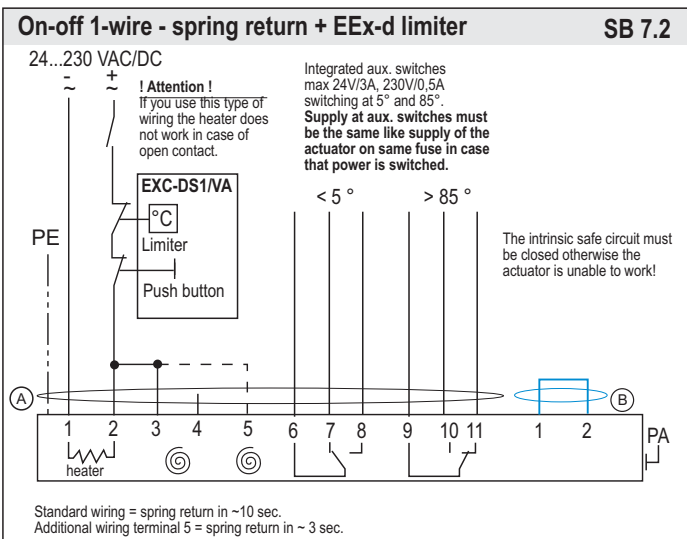 On-off 1-wire - spring return + EEx-d limiter
SB 7.2
24...230 VAC/DC
- +
~ ~
! Attention !
If you use this type of
wiring the heater does
not work in case of
open contact.
Integrated aux. switches
max 24V/3A, 230V/0,5A
switching at 5° and 85°.
Supply at aux. switches must
be the same like supply of the
actuator on same fuse in case
that power is switched.
EXC-DS1/VA
°C
Limiter
Push button
< 5 °
> 85 °
PE
The intrinsic safe circuit must
be closed otherwise the
actuator is unable to work!
A
B
1 2 3 4 5 6 7 8 9 10 11 1 2
PA
heater
Standard wiring = spring return in ~10 sec.
Additional wiring terminal 5 = spring return in ~ 3 sec.